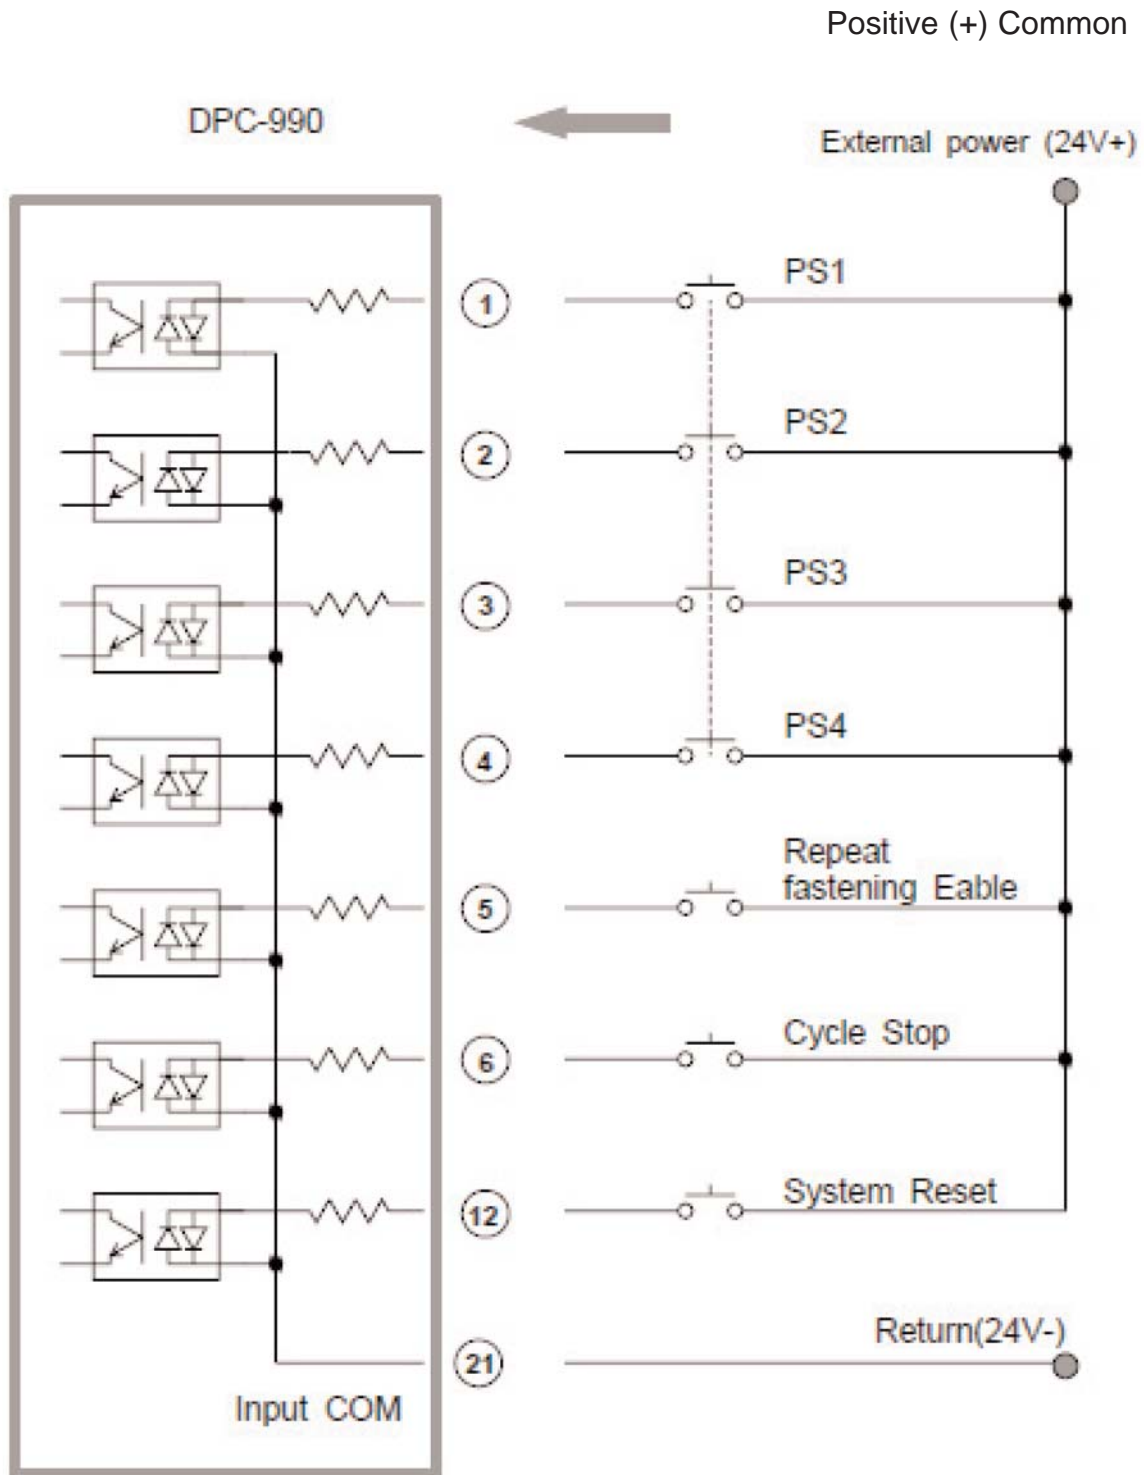 Positive (+) Common
DPC-990
External power (24V+)
1
PS1
2
PS2
3
PS3
4
PS4
Repeat
fastening Eable
5
6
Cycle Stop
12
System Reset
Return(24V-)
21
Input COM